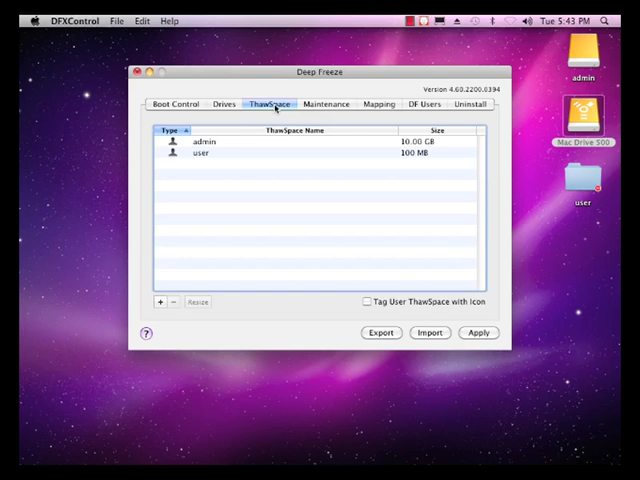 DFXControl File Edit Help Tue 5:43 PM
Deep Freeze
Version 4.60.2200.0394
Boot Control Drives ThawSpace Maintenance Mapping DF Users Uninstall
Type ThawSpace Name Size
admin 10.00 GB
user 100 MB
+ − Resize
Tag User ThawSpace with Icon
? Export Import Apply
admin
Mac Drive 500
user